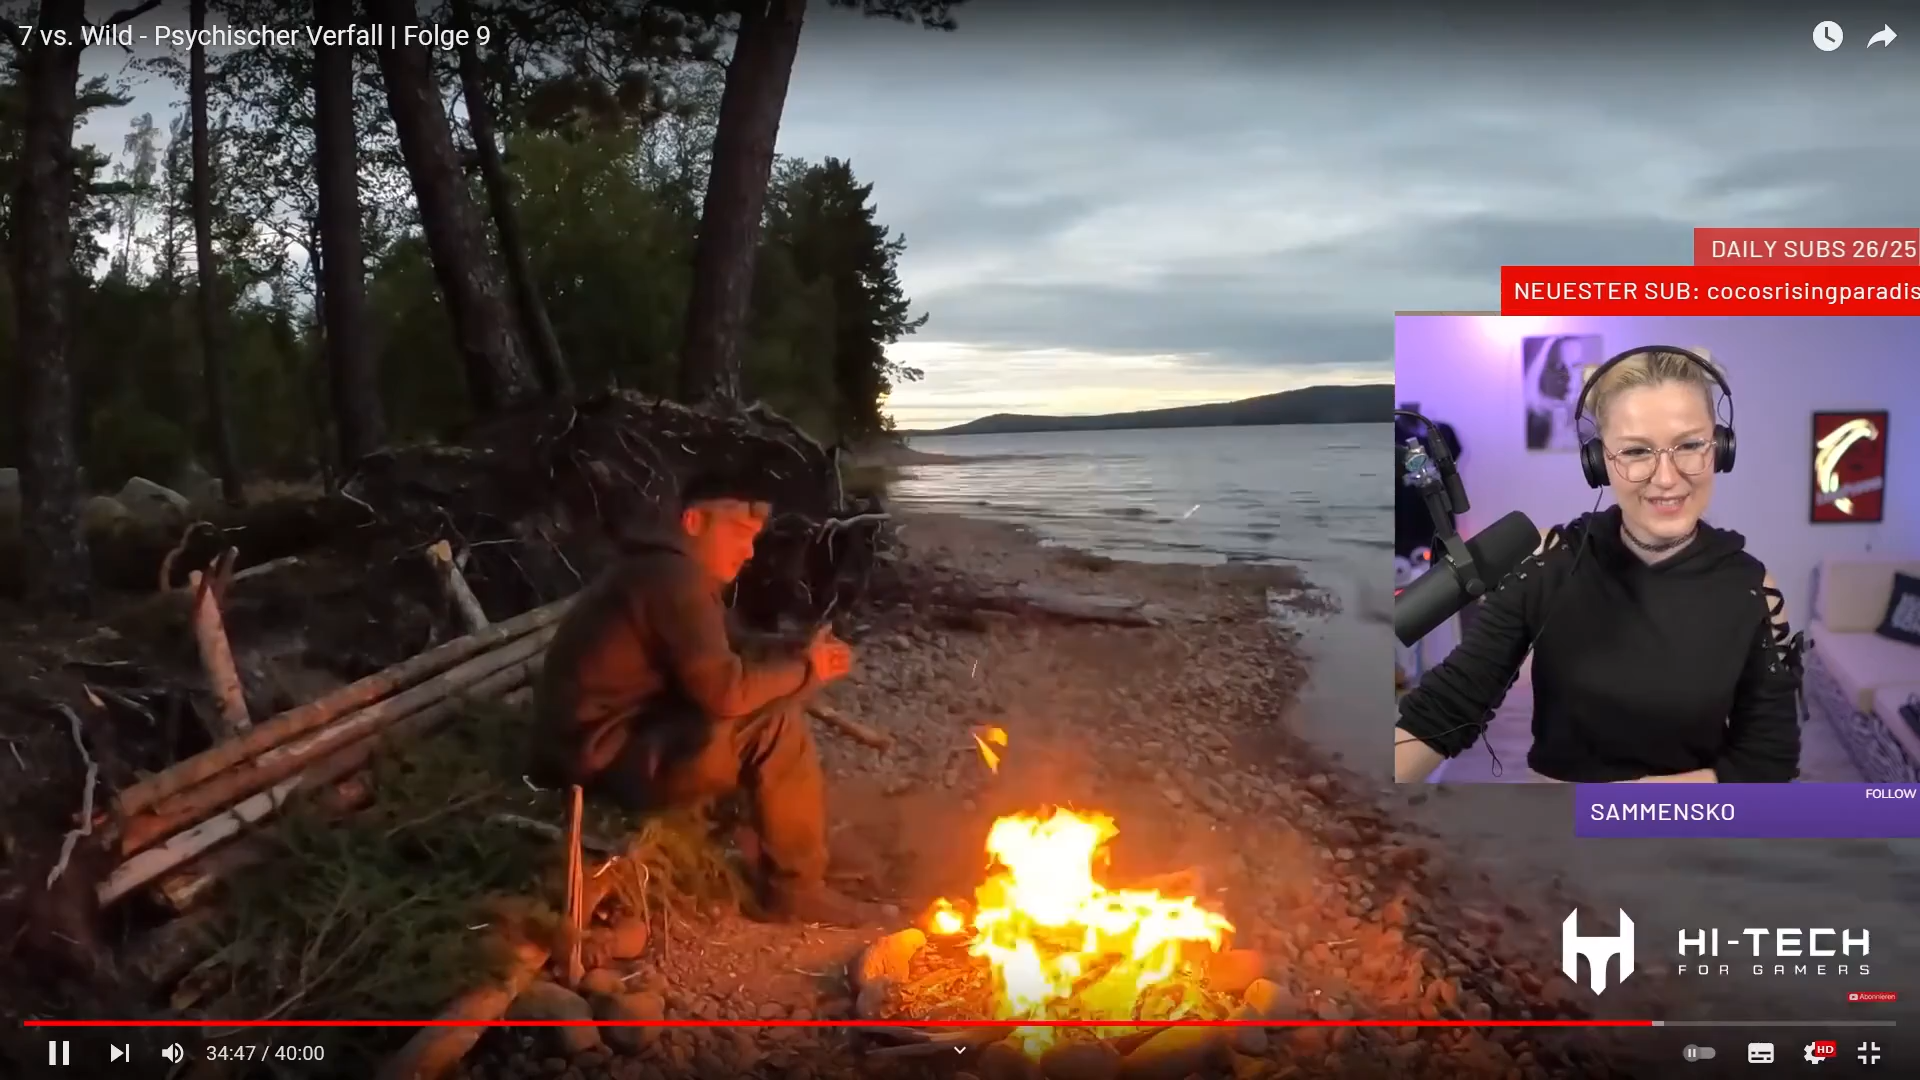 7 vs. Wild - Psychischer Verfall | Folge 9
DAILY SUBS 26/25
NEUESTER SUB: cocosrisingparadis
FOLLOW
SAMMENSKO
HI-TECH
FOR GAMERS
Abonnieren
34:47 / 40:00
HD